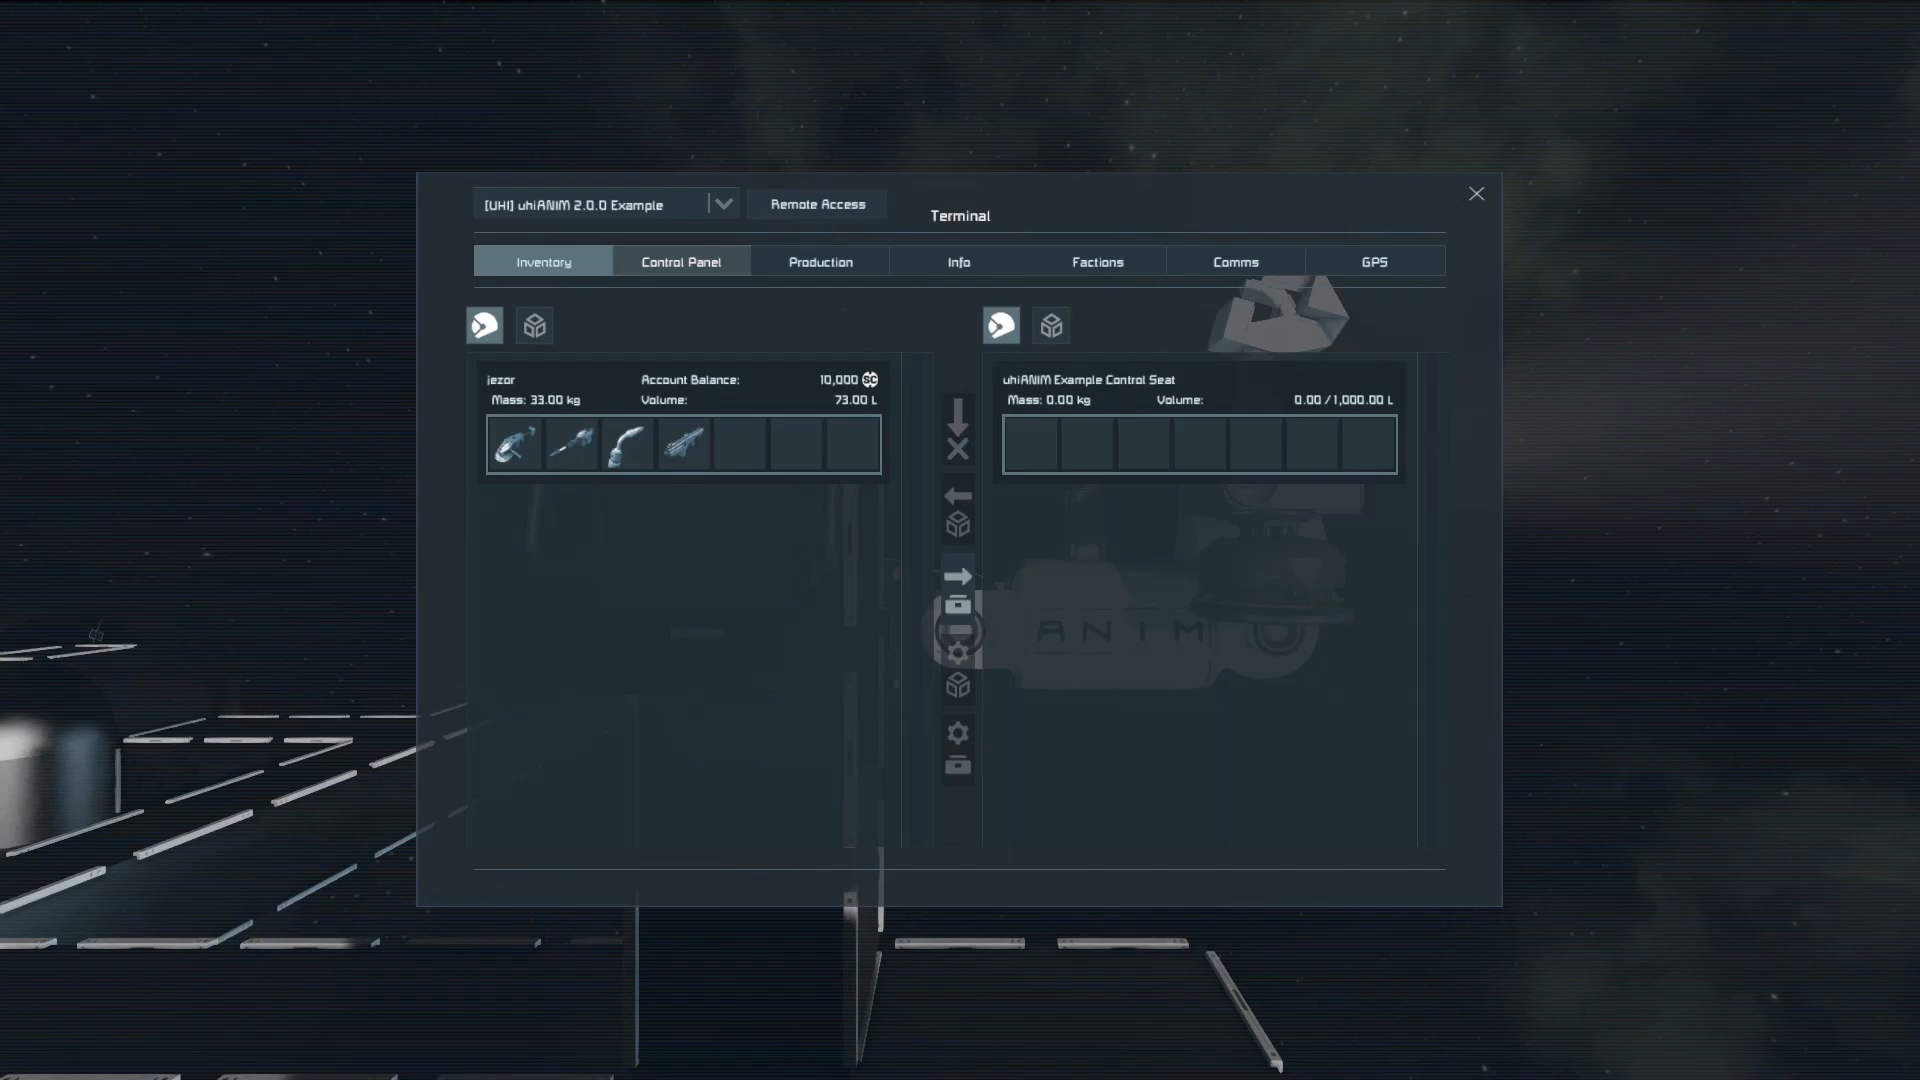 [UHI] uhiANIM 2.0.0 Example
Remote Access
Terminal
Inventory
Control Panel
Production
Info
Factions
Comms
GPS
jezor
Account Balance:
10,000 SC
Mass: 33.00 kg
Volume:
73.00 L
uhiANIM Example Control Seat
Mass: 0.00 kg
Volume:
0.00 / 1,000.00 L
ANIM